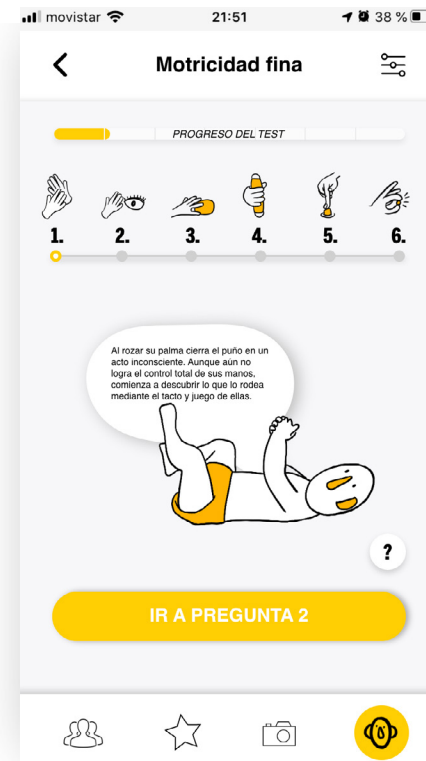 movistar 21:51 38 %
Motricidad fina
PROGRESO DEL TEST
1. 2. 3. 4. 5. 6.
Al rozar su palma cierra el puño en un
acto inconsciente. Aunque aún no
logra el control total de sus manos,
comienza a descubrir lo que lo rodea
mediante el tacto y juego de ellas.
?
IR A PREGUNTA 2